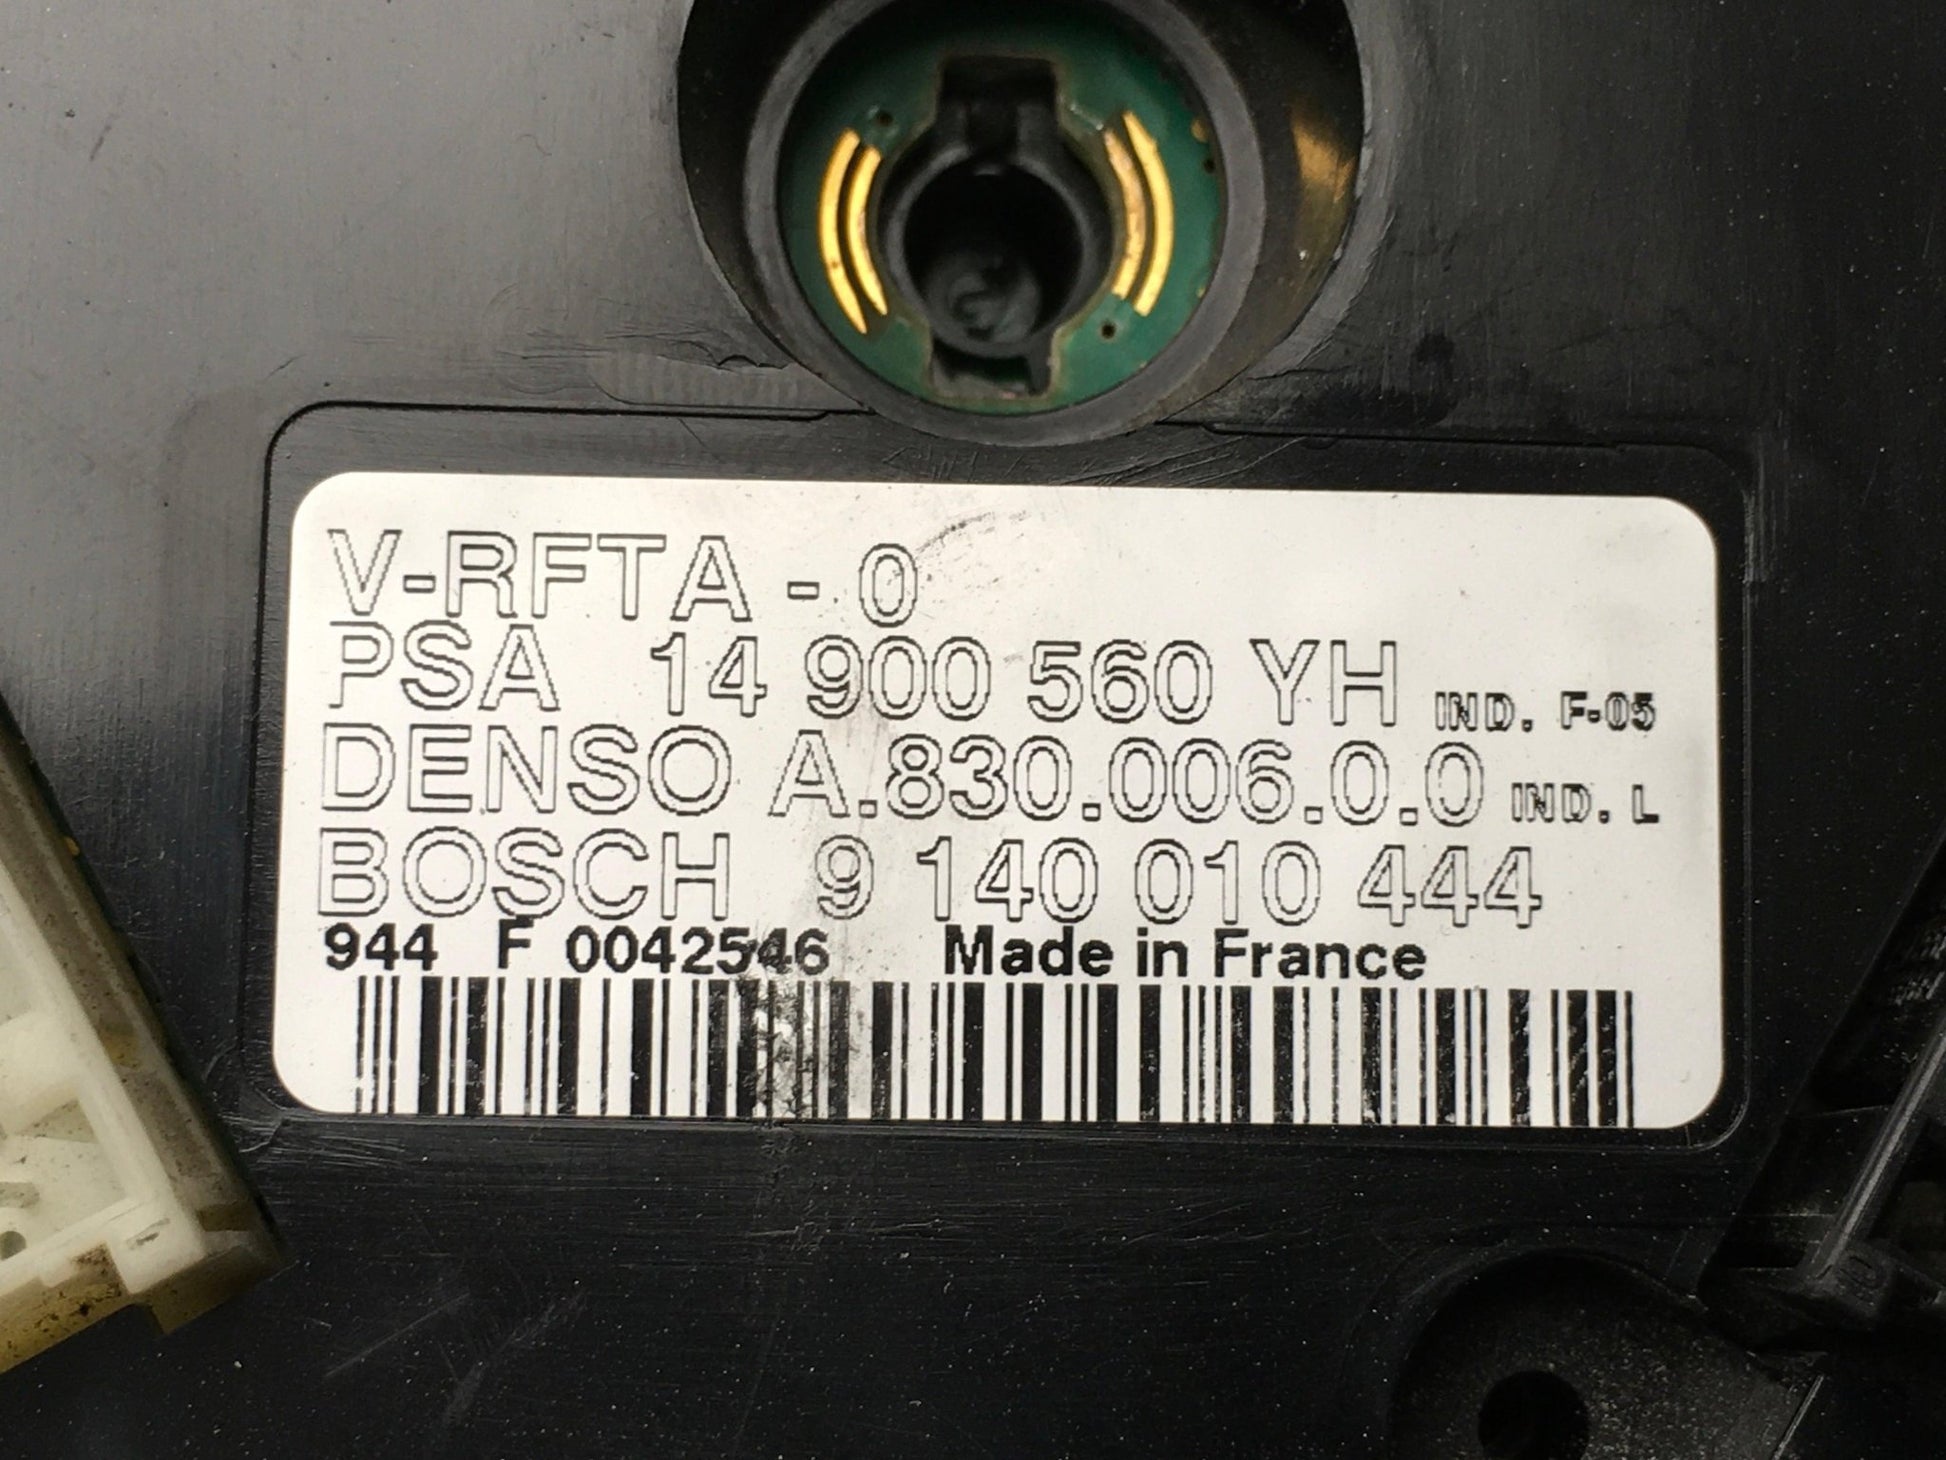 V-RFTA - 0
PSA 14 900 560 YH IND. F-05
DENSO A.830.006.0.0 IND. L
BOSCH 9 140 010 444
944 F 0042546 Made in France